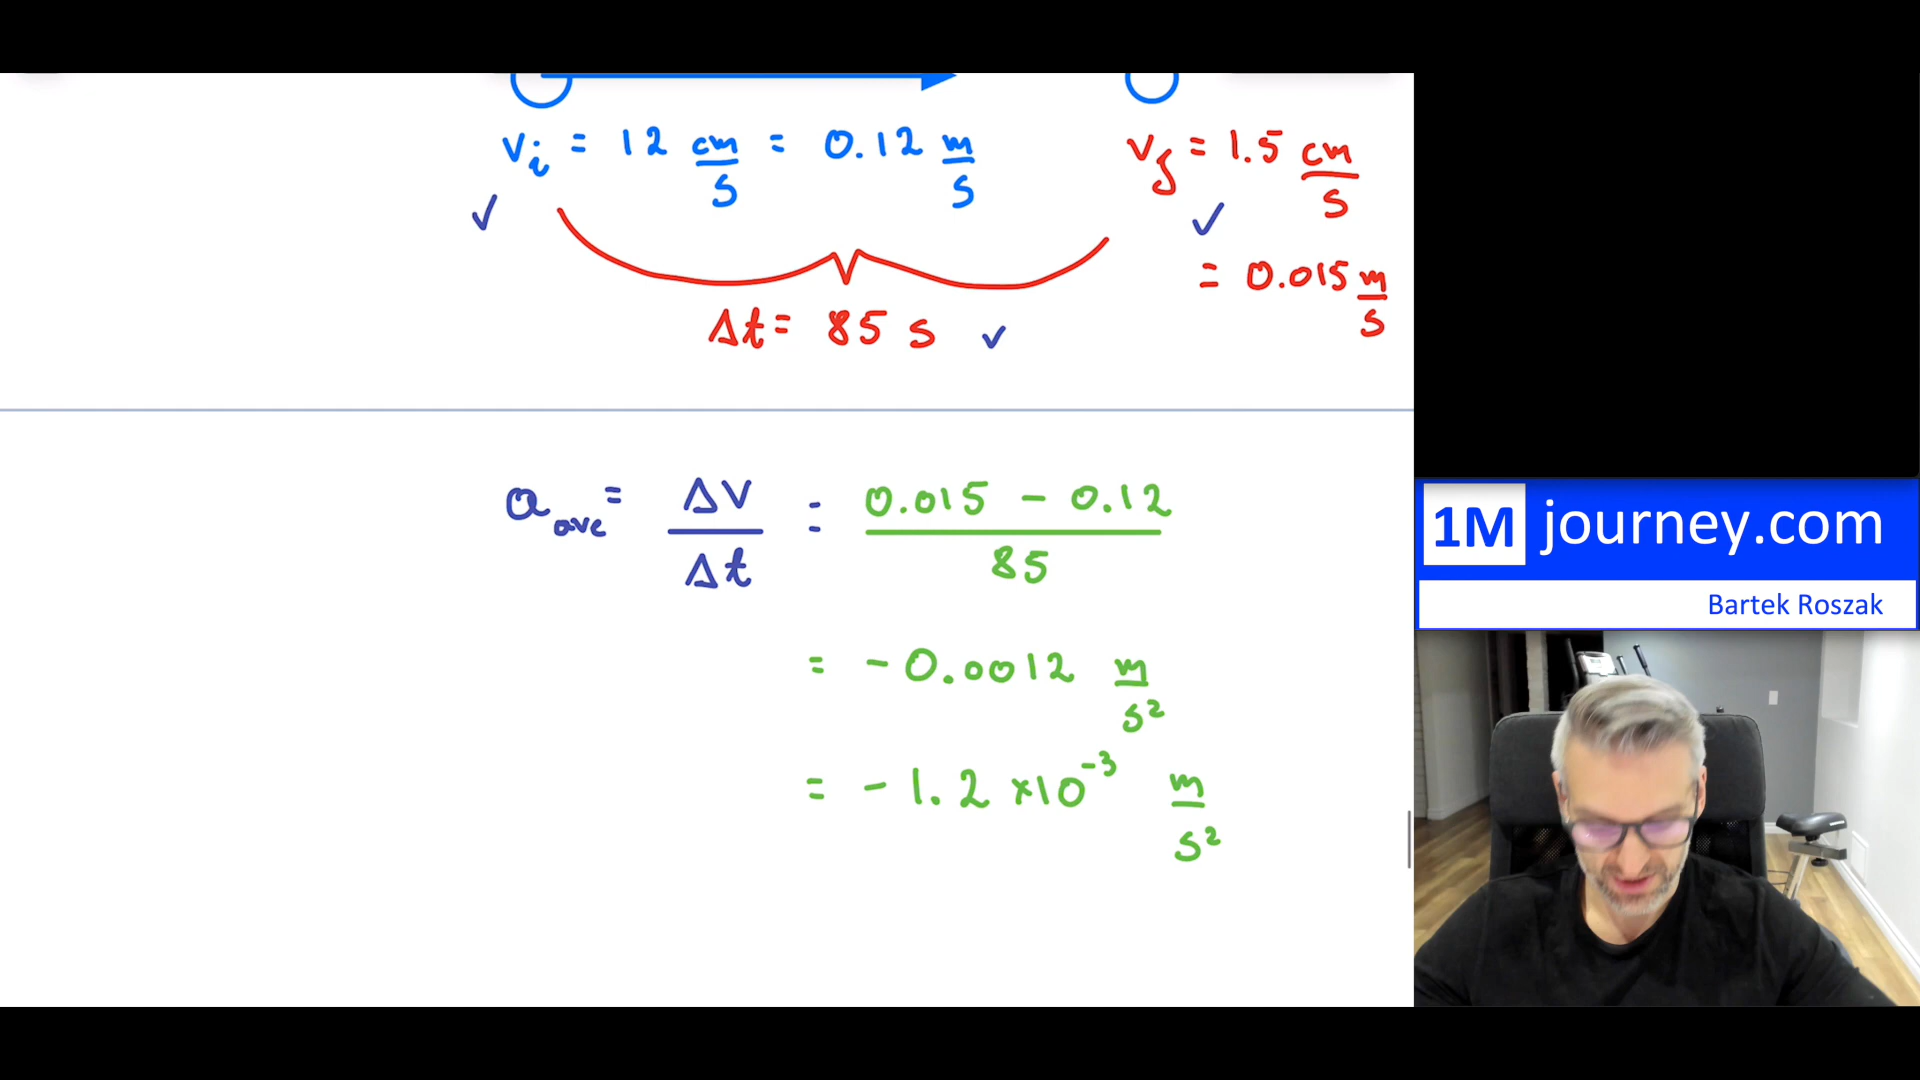 vi = 12 cm/s = 0.12 m/s
vf = 1.5 cm/s
= 0.015 m/s
Δt = 85 s
a ave = Δv/Δt = (0.015 - 0.12)/85
= - 0.0012 m/s²
= - 1.2 ×10⁻³ m/s²
1M journey.com
Bartek Roszak